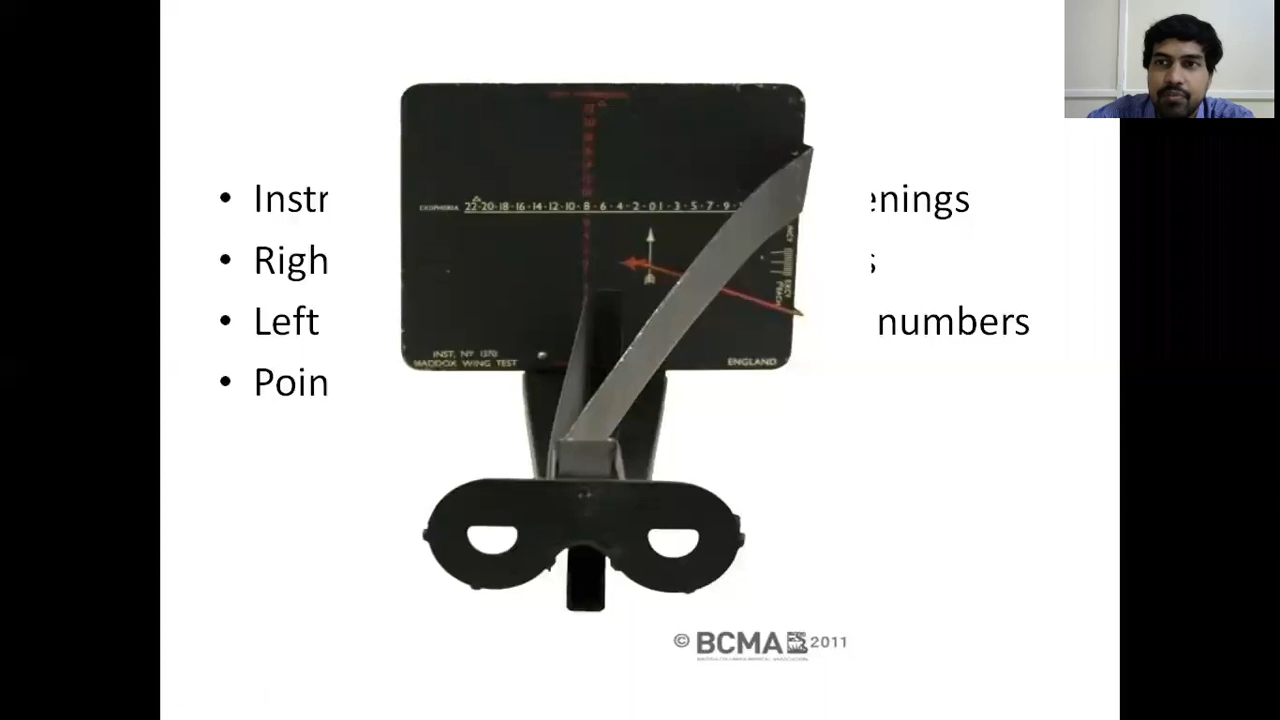 • Instr enings
• Righ s
EXOPHORIA 22·20·18·16·14·12·10·8·6·4·2·0 1·3·5·7·9
• Left numbers
INST. Nº 1370
MADDOX WING TEST ENGLAND
• Poin
© BCMA 2011